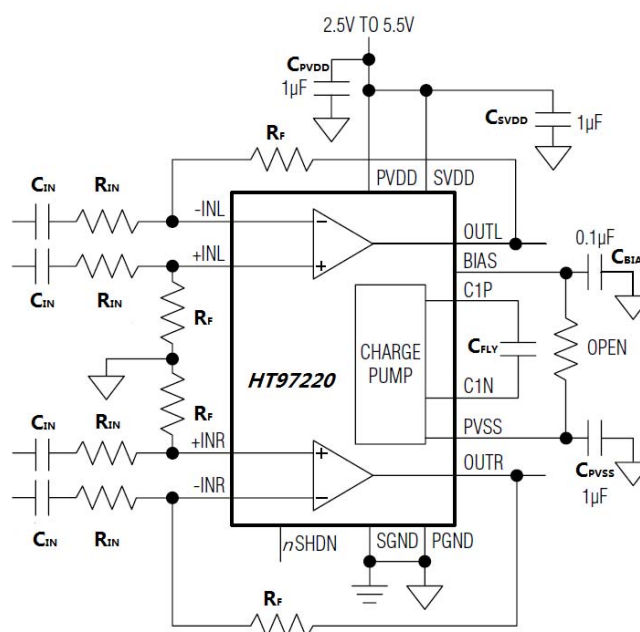 2.5V TO 5.5V
CPVDD
1µF
CSVDD
1µF
RF
PVDD SVDD
CIN RIN -INL
OUTL
+INL
BIAS
0.1µF
CBIA
CIN RIN
C1P
RF
CHARGE
PUMP
CFLY
OPEN
HT97220
C1N
RF
CIN RIN +INR
PVSS
OUTR
-INR
CPVSS
1µF
CIN RIN
nSHDN
SGND PGND
RF